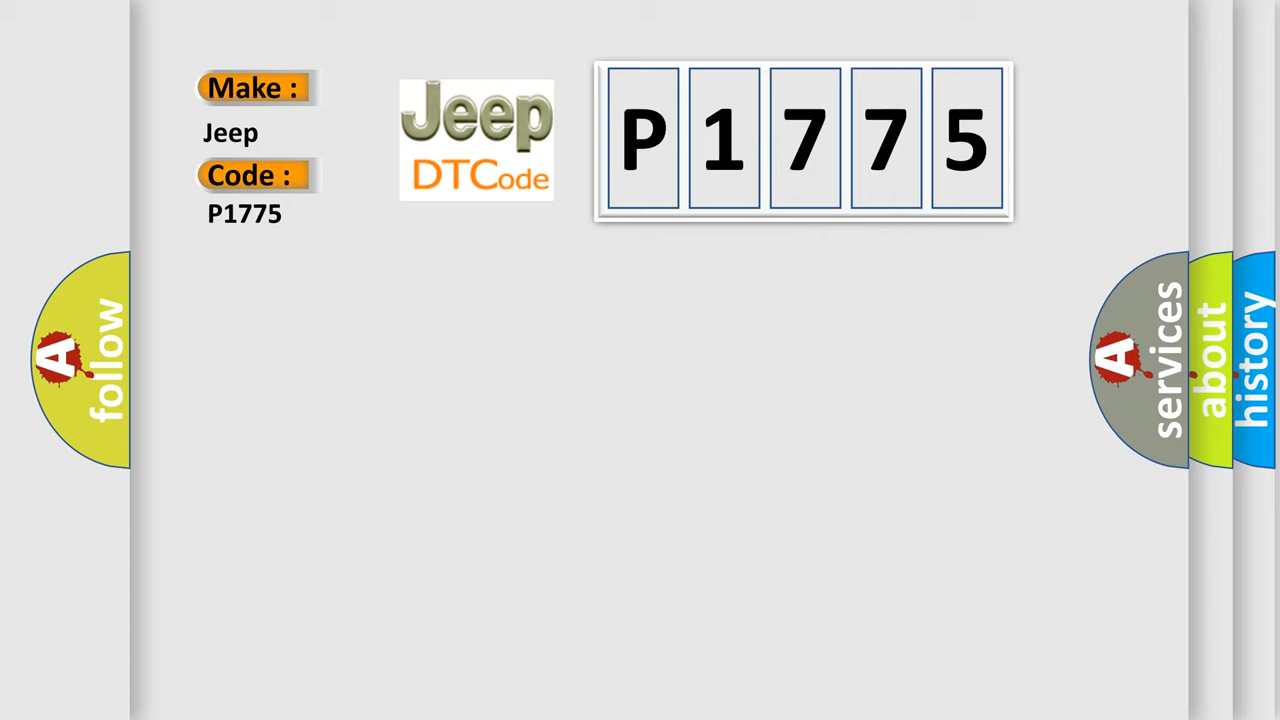 Make :
Jeep
Code :
P1775
Jeep
DTCode
P 1 7 7 5
A follow
A services
about
history